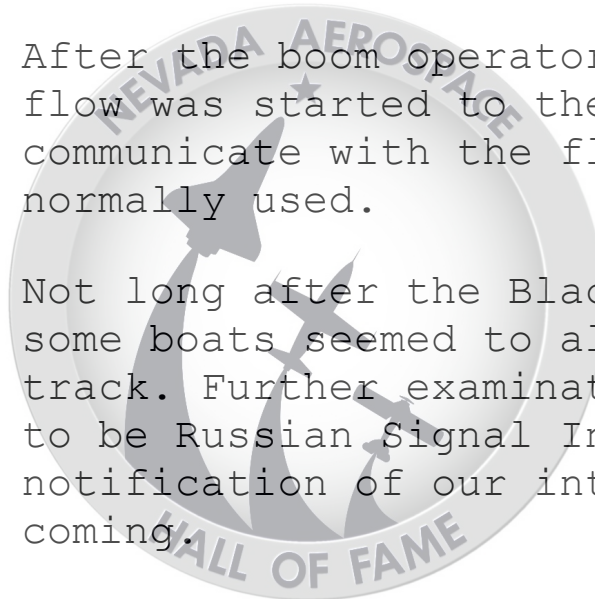 NEVADA AEROSPACE
After the boom operator
flow was started to the
communicate with the fl
normally used.
Not long after the Blac
some boats seemed to al
track. Further examinat
to be Russian Signal In
notification of our int
coming.
HALL OF FAME